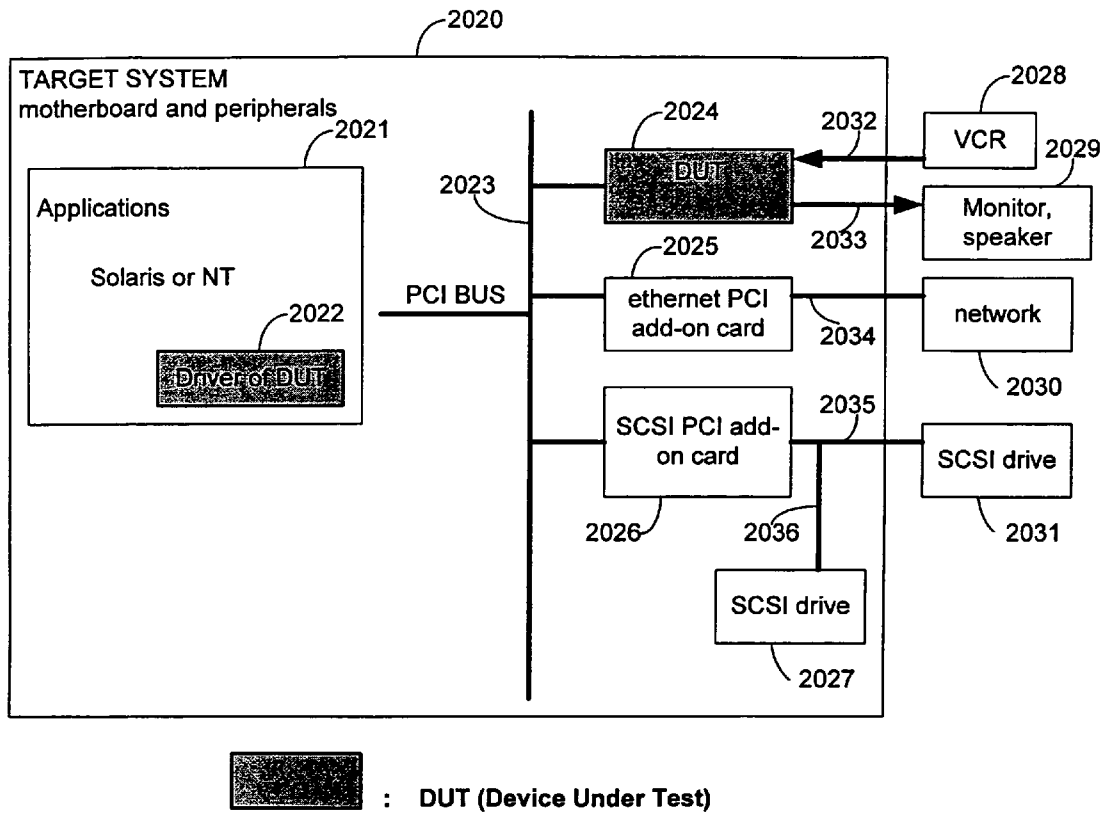 2020
TARGET SYSTEM
motherboard and peripherals
2021
Applications
Solaris or NT
2022
Driver of DUT
2023
PCI BUS
2024
DUT
2032
2033
2028
VCR
2029
Monitor,
speaker
2025
ethernet PCI
add-on card
2034
network
2030
SCSI PCI add-
on card
2026
2035
2036
SCSI drive
2031
SCSI drive
2027
: DUT (Device Under Test)